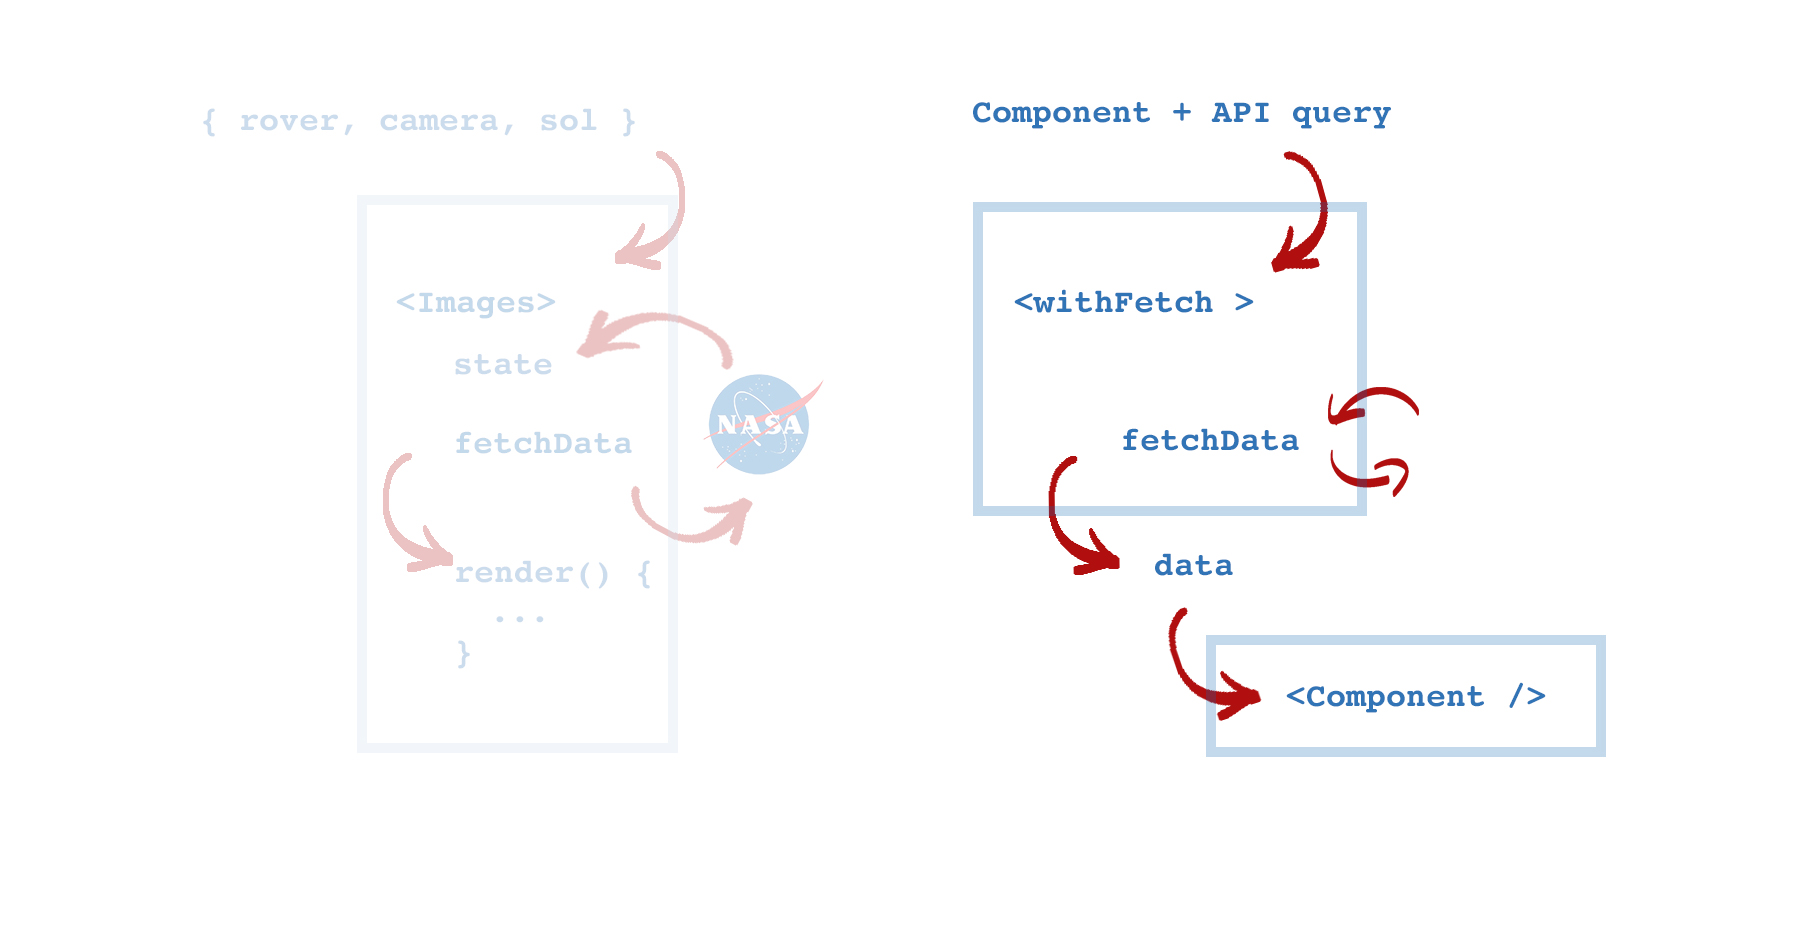 { rover, camera, sol }
<Images>
state
fetchData
render() {
...
}
NASA
Component + API query
<withFetch >
fetchData
data
<Component />